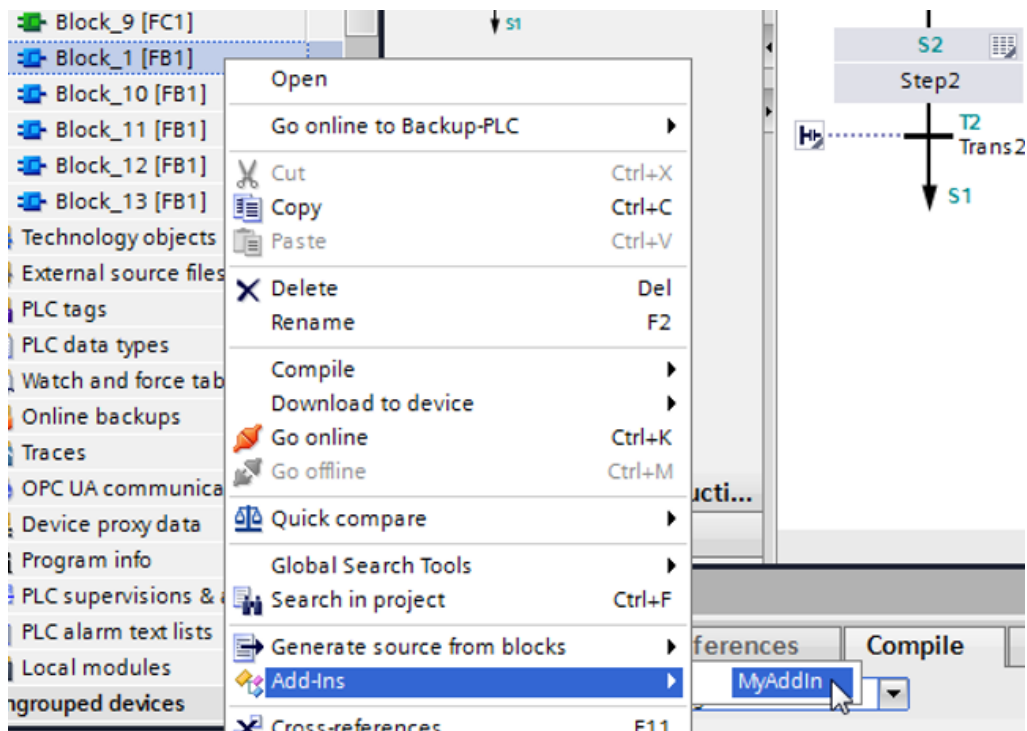 Block_9 [FC1]
Block_1 [FB1]
Block_10 [FB1]
Block_11 [FB1]
Block_12 [FB1]
Block_13 [FB1]
Technology objects
External source files
PLC tags
PLC data types
Watch and force tab
Online backups
Traces
OPC UA communica
Device proxy data
Program info
PLC supervisions &
PLC alarm text lists
Local modules
ngrouped devices
Open
Go online to Backup-PLC
Cut Ctrl+X
Copy Ctrl+C
Paste Ctrl+V
Delete Del
Rename F2
Compile
Download to device
Go online Ctrl+K
Go offline Ctrl+M
Quick compare
Global Search Tools
Search in project Ctrl+F
Generate source from blocks
Add-Ins
Cross-references F11
MyAddIn
S1
S2
Step2
T2
Trans2
S1
ucti...
ferences
Compile